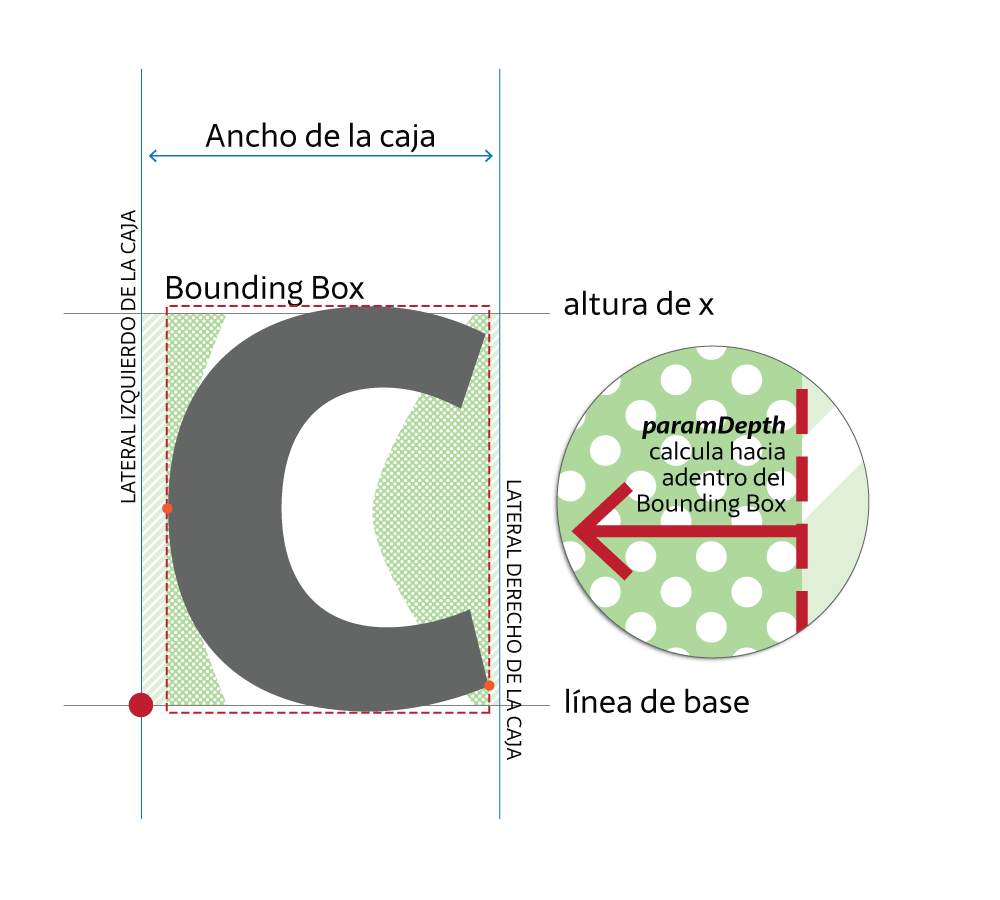 Ancho de la caja
LATERAL IZQUIERDO DE LA CAJA
Bounding Box
altura de x
paramDepth
calcula hacia
adentro del
Bounding Box
LATERAL DERECHO DE LA CAJA
línea de base